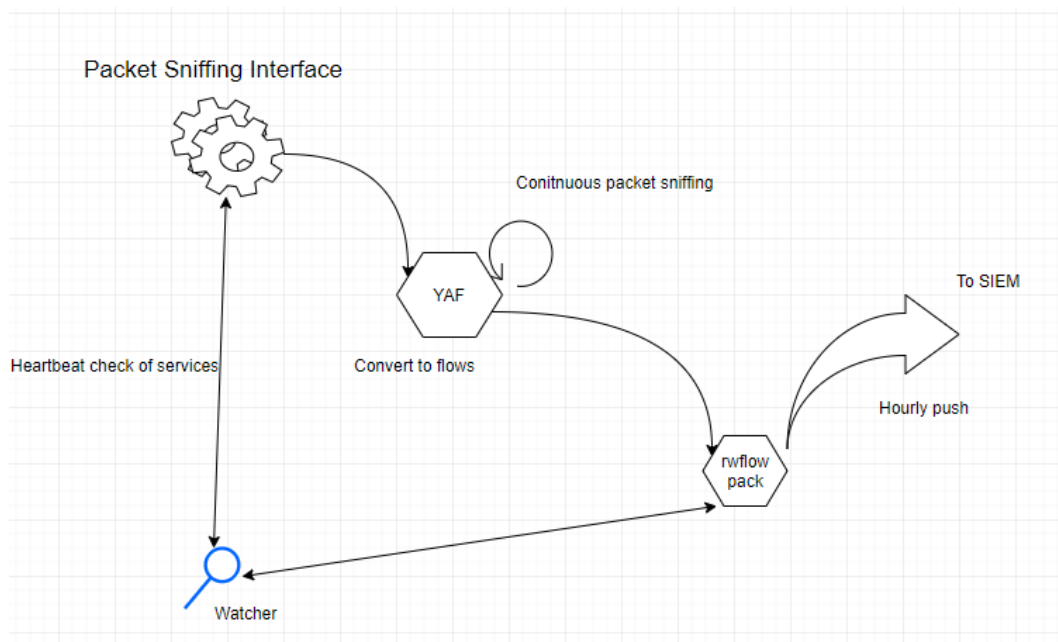 Packet Sniffing Interface
Conitnuous packet sniffing
YAF
To SIEM
Heartbeat check of services
Convert to flows
Hourly push
rwflow
pack
Watcher